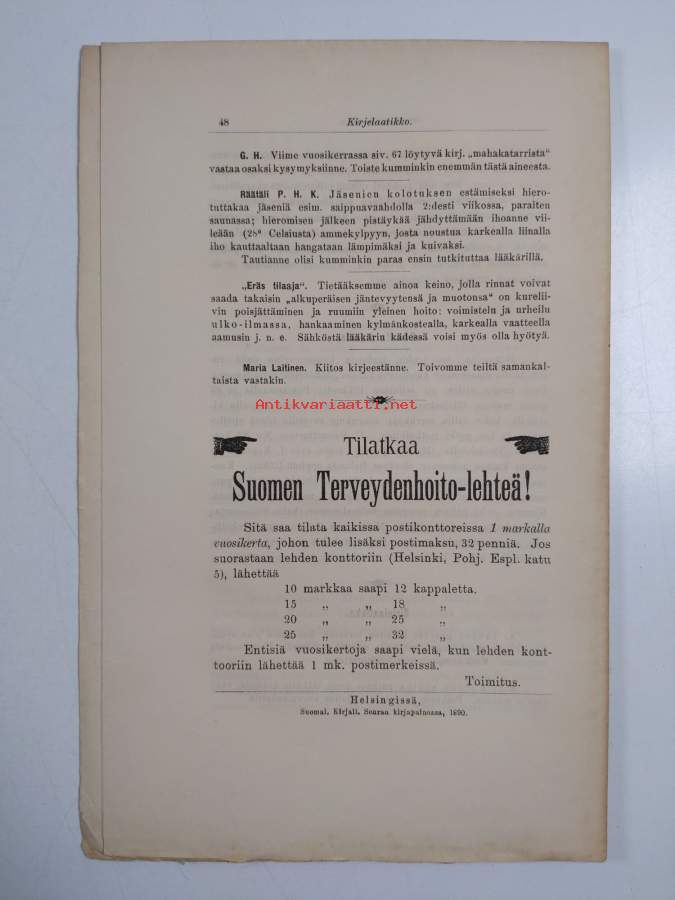 48 Kirjelaatikko.
G. H. Viime vuosikerrassa siv. 67 löytyvä kirj. „mahakatarrista“
vastaa osaksi kysymyksiinne. Toiste kumminkin enemmän tästä aineesta.
Räätäli P. H. K. Jäsenien kolotuksen estämiseksi hiero-
tuttakaa jäseniä esim. saippuavaahdolla 2:desti viikossa, paraiten
saunassa; hieromisen jälkeen pistäykää jähdyttämään ihoanne vii-
leään (28° Celsiusta) ammekylpyyn, josta noustua karkealla liinalla
iho kauttaaltaan hangataan lämpimäksi ja kuivaksi.
Tautianne olisi kumminkin paras ensin tutkituttaa lääkärillä.
„Eräs tilaaja“. Tietääksemme ainoa keino, jolla rinnat voivat
saada takaisin „alkuperäisen jäntevyytensä ja muotonsa“ on kureliī-
vin poisjättäminen ja ruumiin yleinen hoito: voimistelu ja urheilu
ulko-ilmassa, hankaaminen kylmänkostealla, karkealla vaatteella
aamusin j. n. e. Sähköstä lääkärin kädessä voisi myös olla hyötyä.
Maria Laitinen. Kiitos kirjeestänne. Toivomme teiltä samankal-
taista vastakin.
Antikvariaatti.net
Tilatkaa
Suomen Terveydenhoito-lehteä!
Sitä saa tilata kaikissa postikonttoreissa 1 markalla
vuosikerta, johon tulee lisäksi postimaksu, 32 penniä. Jos
suorastaan lehden konttoriin (Helsinki, Pohj. Espl. katu
5), lähettää
10 markkaa saapi 12 kappaletta.
15 „ „ 18 „
20 „ „ 25 „
25 „ „ 32 „
Entisiä vuosikertoja saapi vielä, kun lehden kont-
tooriin lähettää 1 mk. postimerkeissä.
Toimitus.
Helsingissä,
Suomal. Kirjall. Seuran kirjapainossa, 1890.